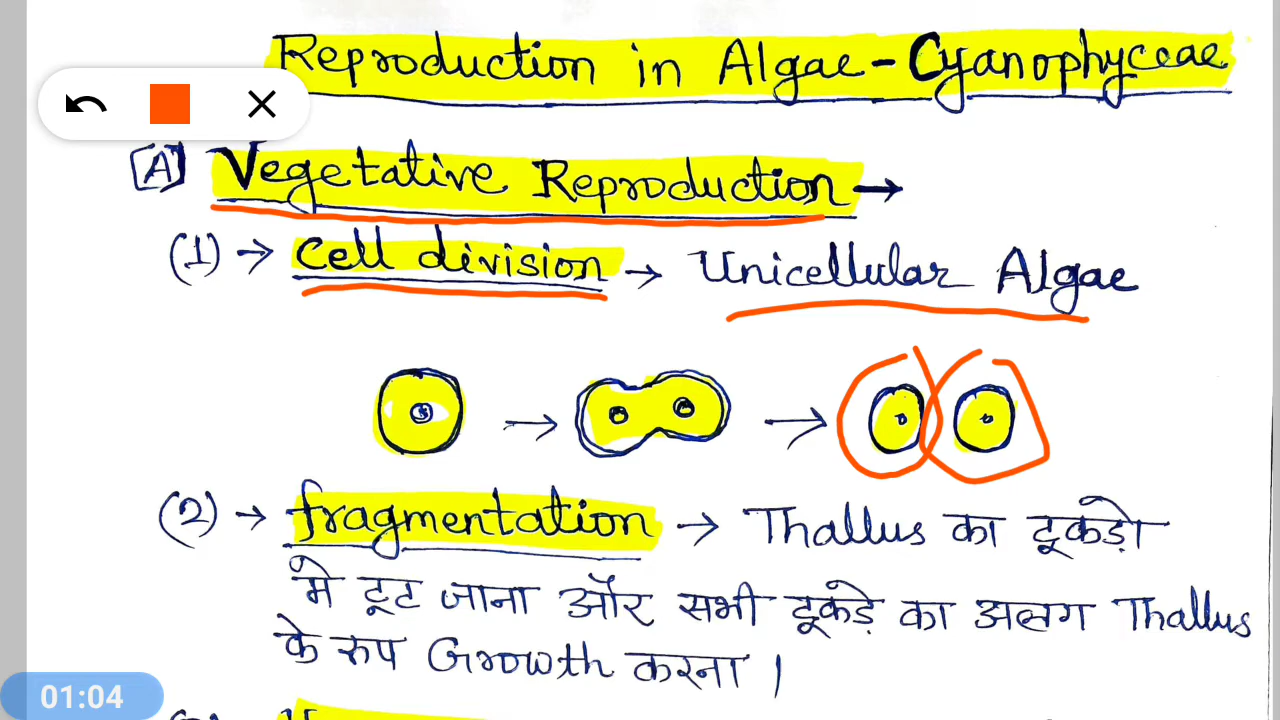 Reproduction in Algae - Cyanophyceae
[A] Vegetative Reproduction →
(1) → Cell division → Unicellular Algae
(2) → fragmentation → Thallus का टूकड़ो
मे टूट जाना और सभी टूकड़े का अलग Thallus
के रुप Growth करना ।
01:04